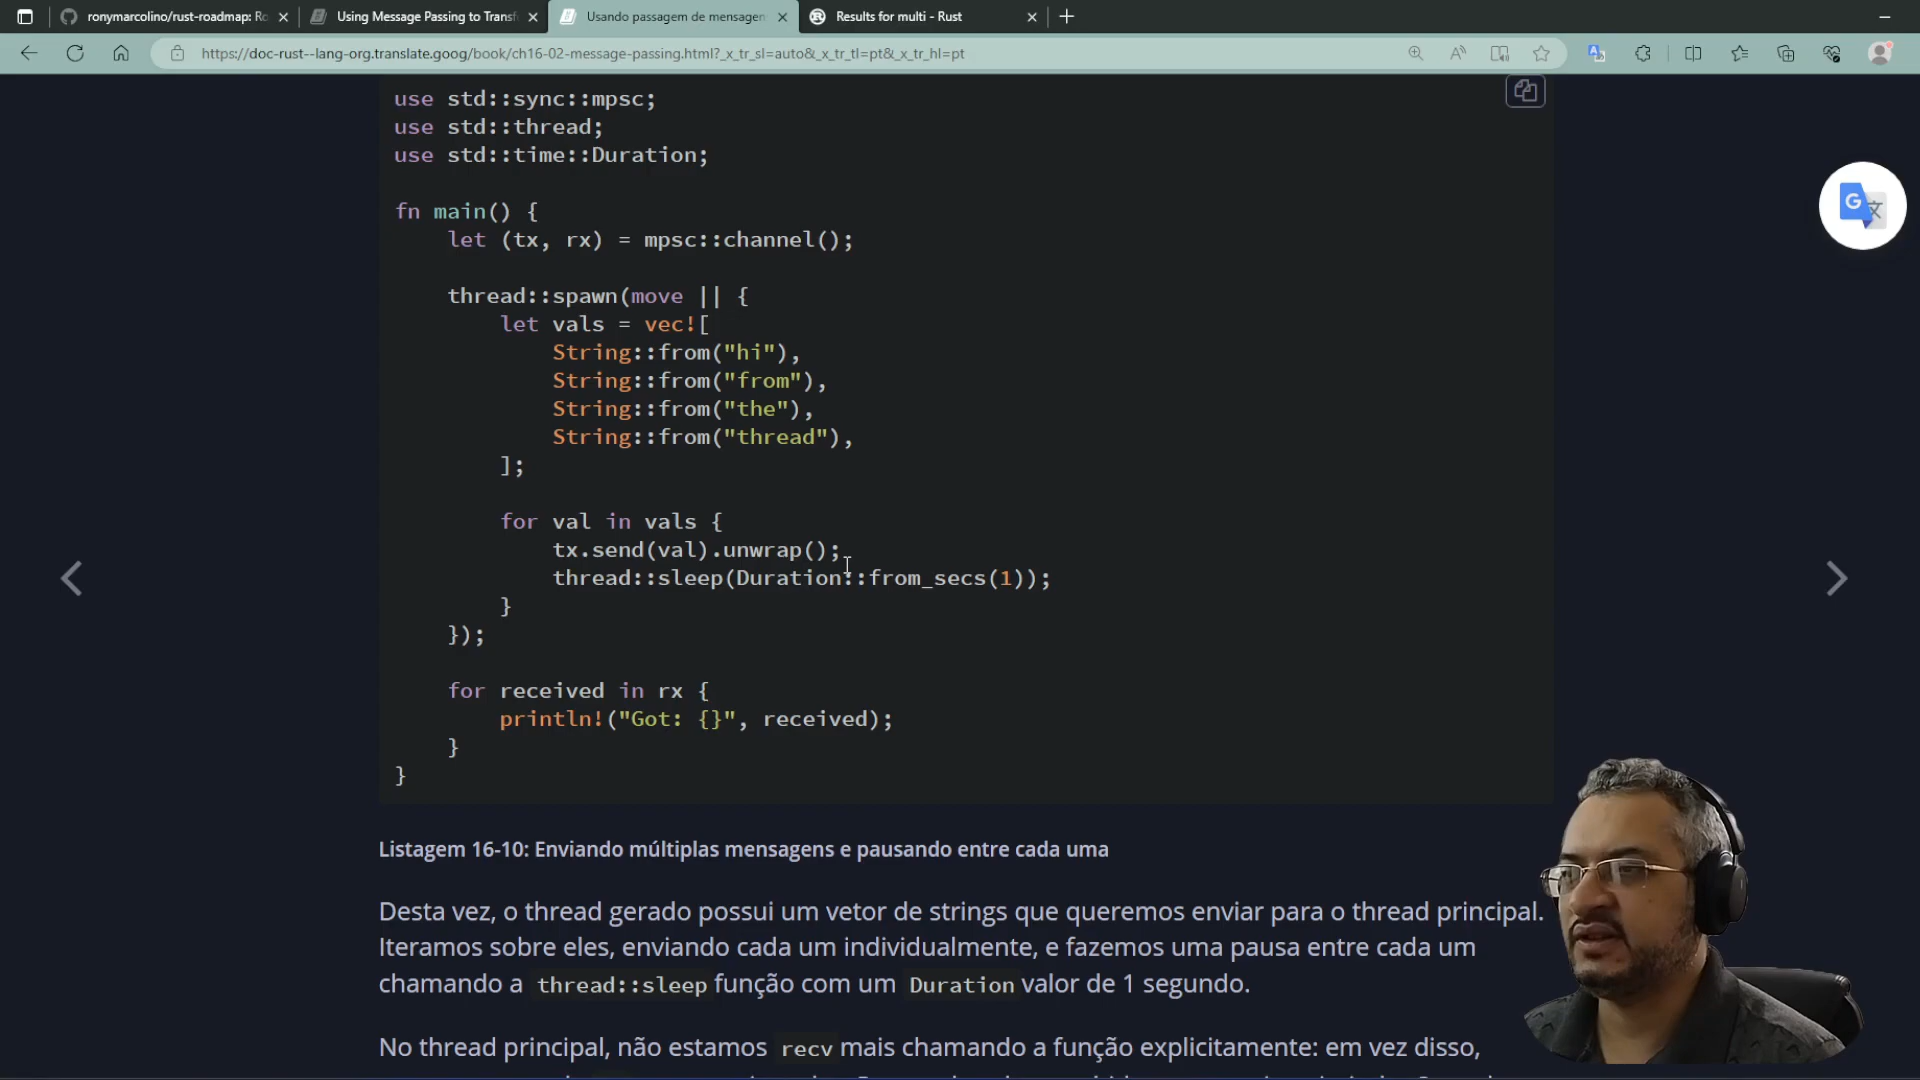 ronymarcolino/rust-roadmap: Ro
Using Message Passing to Transf
Usando passagem de mensagen
Results for multi - Rust
https://doc-rust--lang-org.translate.goog/book/ch16-02-message-passing.html?_x_tr_sl=auto&_x_tr_tl=pt&_x_tr_hl=pt
use std::sync::mpsc;
use std::thread;
use std::time::Duration;
fn main() {
let (tx, rx) = mpsc::channel();
thread::spawn(move || {
let vals = vec![
String::from("hi"),
String::from("from"),
String::from("the"),
String::from("thread"),
];
for val in vals {
tx.send(val).unwrap();
thread::sleep(Duration::from_secs(1));
}
});
for received in rx {
println!("Got: {}", received);
}
}
Listagem 16-10: Enviando múltiplas mensagens e pausando entre cada uma
Desta vez, o thread gerado possui um vetor de strings que queremos enviar para o thread principal.
Iteramos sobre eles, enviando cada um individualmente, e fazemos uma pausa entre cada um
chamando a thread::sleep função com um Duration valor de 1 segundo.
No thread principal, não estamos recv mais chamando a função explicitamente: em vez disso,